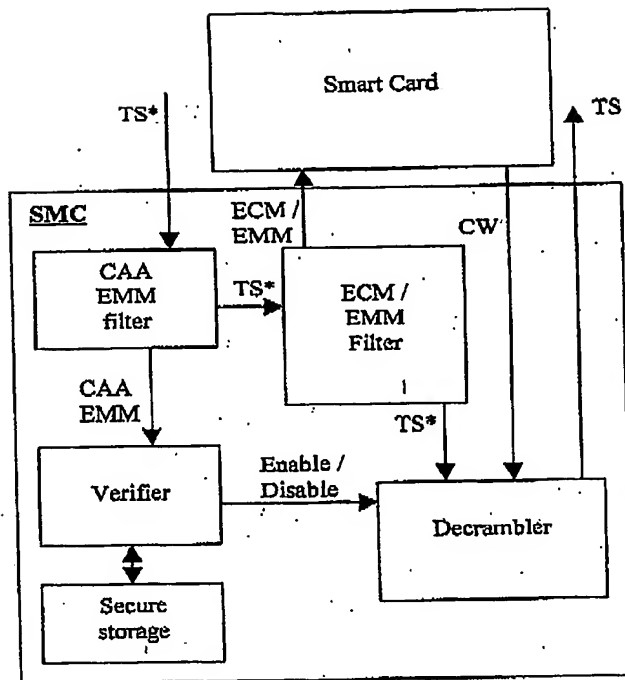 Smart Card
TS*
TS
SMC
ECM /
EMM
CW
CAA
EMM
filter
TS*
ECM /
EMM
Filter
CAA
EMM
TS*
Verifier
Enable /
Disable
Decrambler
Secure
storage